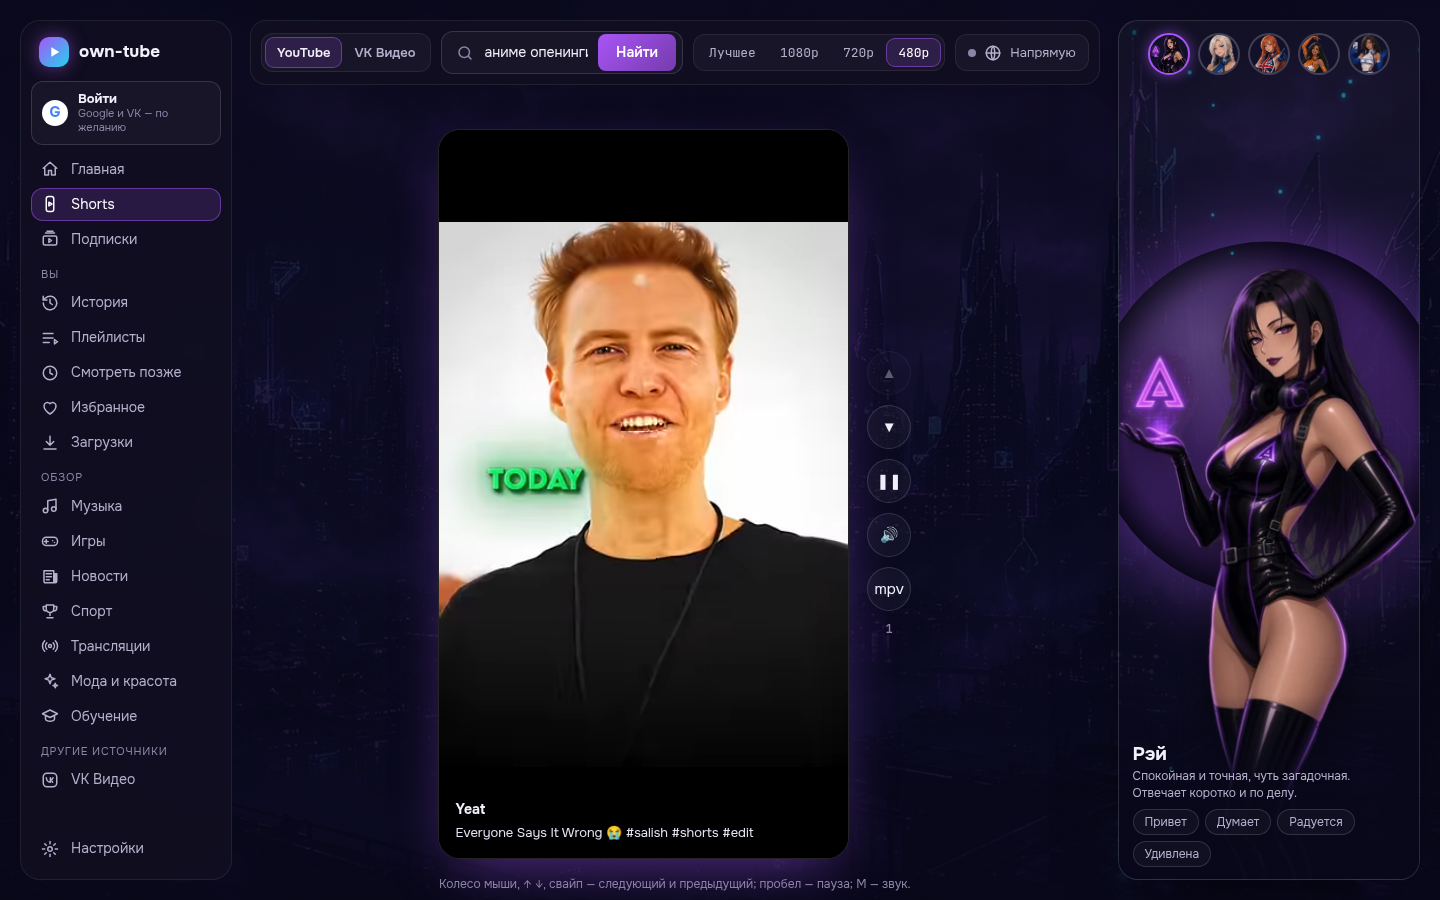 own-tube
Войти
Google и VK — по
желанию
Главная
Shorts
Подписки
ВЫ
История
Плейлисты
Смотреть позже
Избранное
Загрузки
ОБЗОР
Музыка
Игры
Новости
Спорт
Трансляции
Мода и красота
Обучение
ДРУГИЕ ИСТОЧНИКИ
VK Видео
Настройки
YouTube VK Видео аниме опенинги Найти Лучшее 1080p 720p 480p Напрямую
TODAY
mpv
1
Yeat
Everyone Says It Wrong 😭 #salish #shorts #edit
Колесо мыши, ↑ ↓, свайп — следующий и предыдущий; пробел — пауза; M — звук.
Рэй
Спокойная и точная, чуть загадочная.
Отвечает коротко и по делу.
Привет Думает Радуется
Удивлена